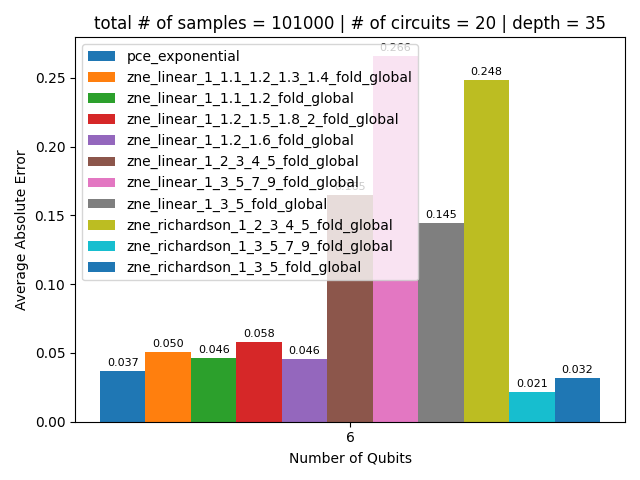 total # of samples = 101000 | # of circuits = 20 | depth = 35
pce_exponential
zne_linear_1_1.1_1.2_1.3_1.4_fold_global
zne_linear_1_1.1_1.2_fold_global
zne_linear_1_1.2_1.5_1.8_2_fold_global
zne_linear_1_1.2_1.6_fold_global
zne_linear_1_2_3_4_5_fold_global
zne_linear_1_3_5_7_9_fold_global
zne_linear_1_3_5_fold_global
zne_richardson_1_2_3_4_5_fold_global
zne_richardson_1_3_5_7_9_fold_global
zne_richardson_1_3_5_fold_global
0.037
0.050
0.046
0.058
0.046
0.266
0.145
0.248
0.021
0.032
Average Absolute Error
0.25
0.20
0.15
0.10
0.05
0.00
6
Number of Qubits